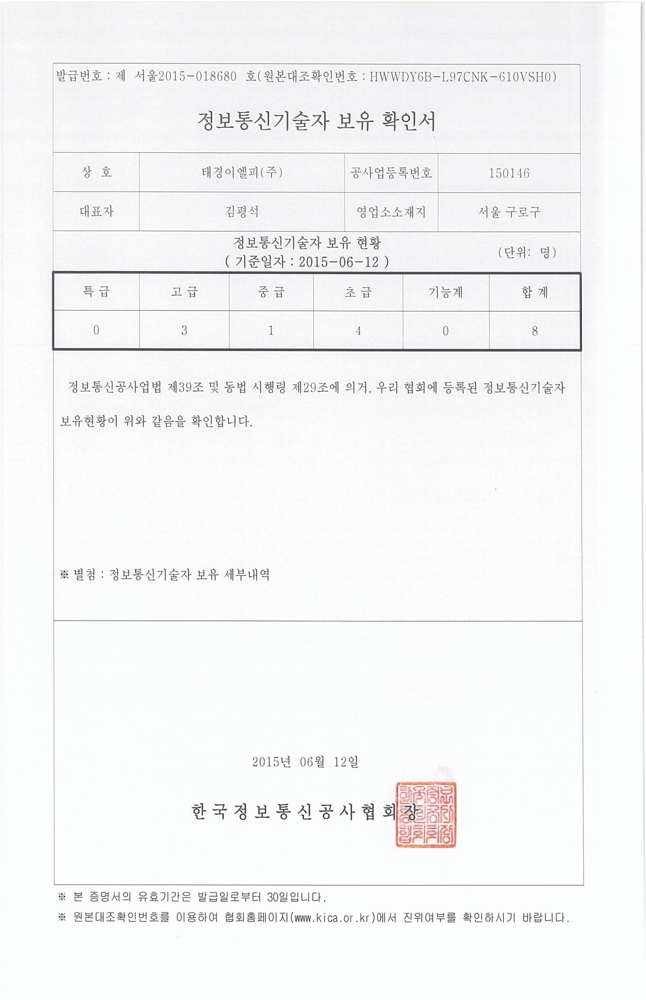 발급번호 : 제 서울2015-018680 호(원본대조확인번호 : HWWDY6B-L97CNK-610VSH0)
정보통신기술자 보유 확인서
상 호 태경이엘피(주) 공사업등록번호 150146
대표자 김평석 영업소소재지 서울 구로구
정보통신기술자 보유 현황
( 기준일자 : 2015-06-12 ) (단위: 명)
특 급 고 급 중 급 초 급 기능계 합 계
0 3 1 4 0 8
정보통신공사업법 제39조 및 동법 시행령 제29조에 의거, 우리 협회에 등록된 정보통신기술자
보유현황이 위와 같음을 확인합니다.
※ 별첨 : 정보통신기술자 보유 세부내역
2015년 06월 12일
한국정보통신공사협회장
※ 본 증명서의 유효기간은 발급일로부터 30일입니다.
※ 원본대조확인번호를 이용하여 협회홈페이지(www.kica.or.kr)에서 진위여부를 확인하시기 바랍니다.